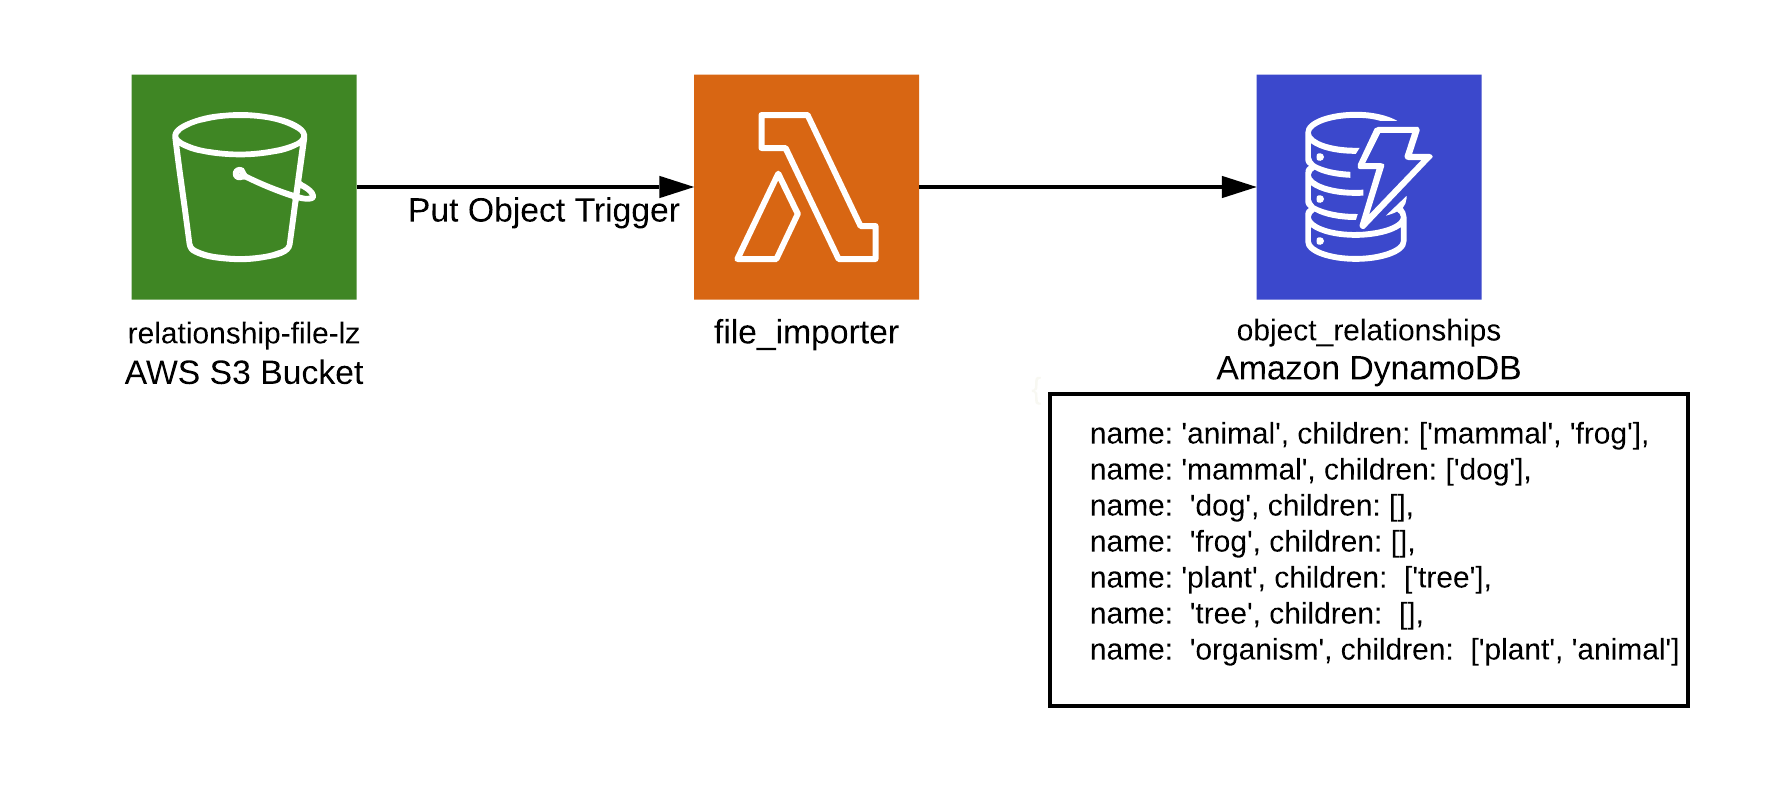 Put Object Trigger
relationship-file-lz
AWS S3 Bucket
file_importer
object_relationships
Amazon DynamoDB
{
name: 'animal', children: ['mammal', 'frog'],
name: 'mammal', children: ['dog'],
name:  'dog', children: [],
name:  'frog', children: [],
name: 'plant', children:  ['tree'],
name:  'tree', children:  [],
name:  'organism', children:  ['plant', 'animal']